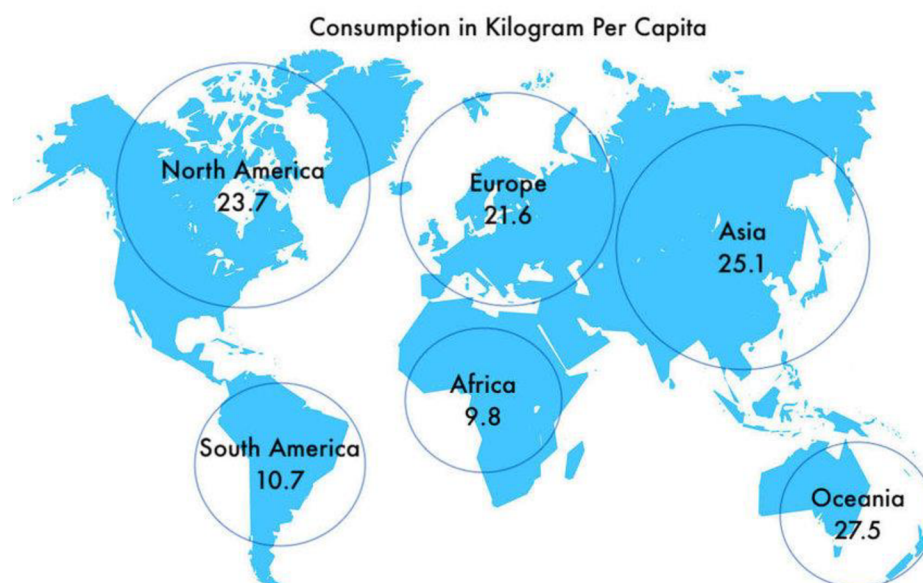 Consumption in Kilogram Per Capita
North America
23.7
Europe
21.6
Asia
25.1
Africa
9.8
South America
10.7
Oceania
27.5